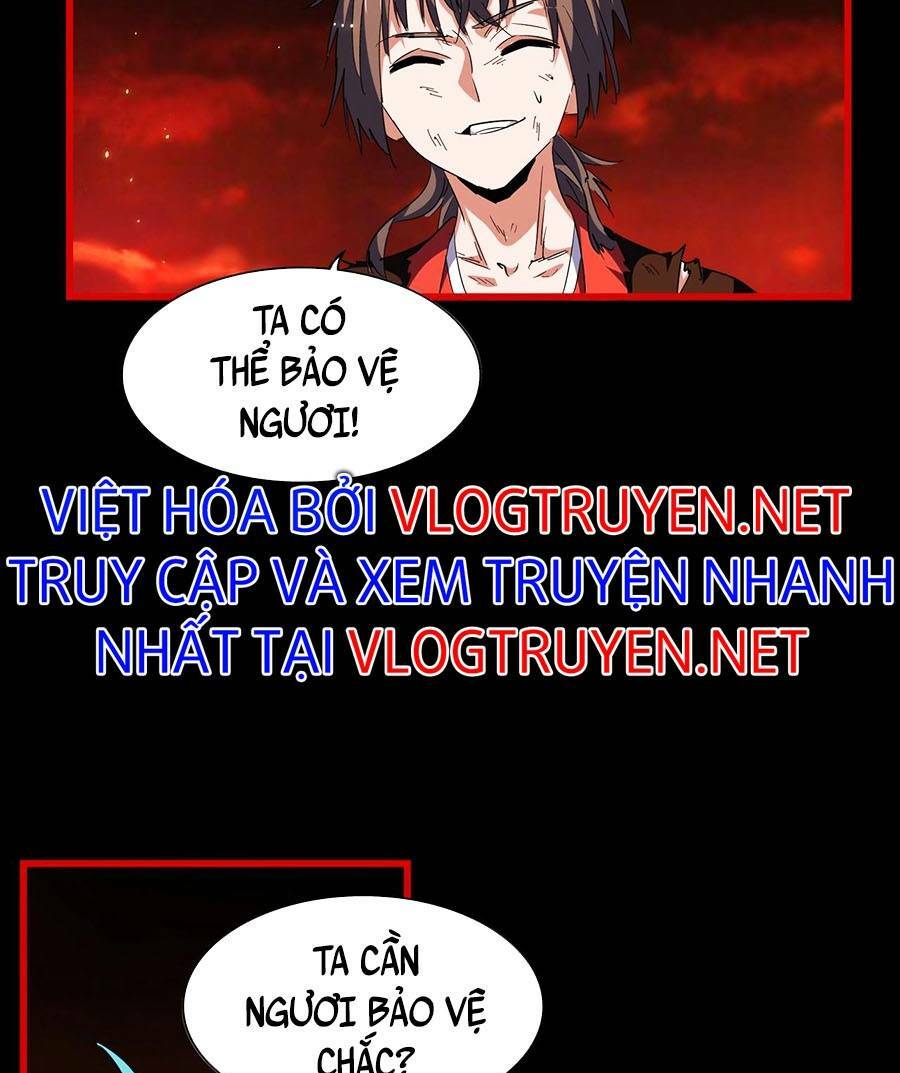 TA CÓ
THỂ BẢO VỆ
NGƯƠI!
VIỆT HÓA BỞI VLOGTRUYEN.NET
TRUY CẬP VÀ XEM TRUYỆN NHANH
NHẤT TẠI VLOGTRUYEN.NET
TA CẦN
NGƯƠI BẢO VỆ
CHẮC?